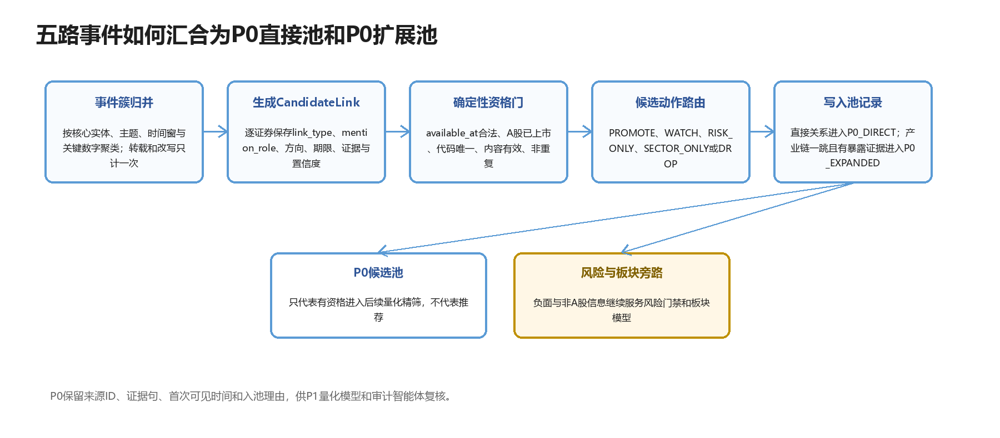 五路事件如何汇合为P0直接池和P0扩展池
事件簇归并
按核心实体、主题、时间窗与
关键数字聚类；转载和改写只
计一次
生成CandidateLink
逐证券保存link_type、menti
on_role、方向、期限、证据与
置信度
确定性资格门
available_at合法、A股已上市
、代码唯一、内容有效、非重
复
候选动作路由
PROMOTE、WATCH、RISK_
ONLY、SECTOR_ONLY或DR
OP
写入池记录
直接关系进入P0_DIRECT；产
业链一跳且有暴露证据进入P0
_EXPANDED
P0候选池
只代表有资格进入后续量化精筛，不代表推
荐
风险与板块旁路
负面与非A股信息继续服务风险门禁和板块
模型
P0保留来源ID、证据句、首次可见时间和入池理由，供P1量化模型和审计智能体复核。